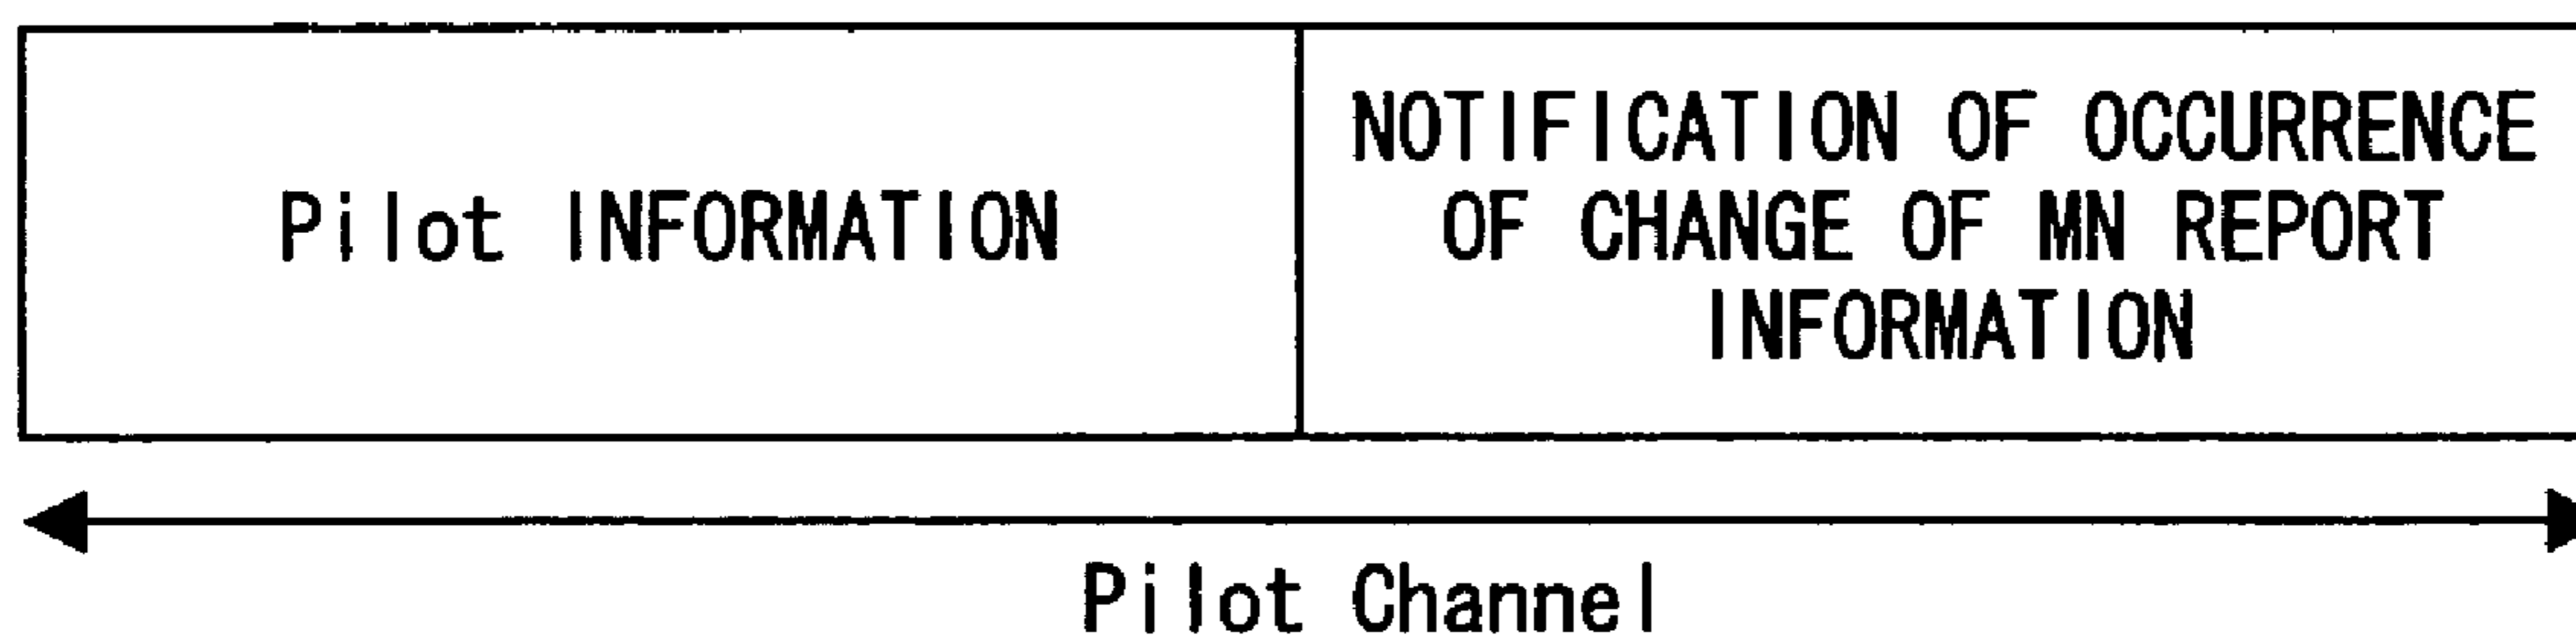 Pilot INFORMATION
NOTIFICATION OF OCCURRENCE
OF CHANGE OF MN REPORT
INFORMATION
Pilot Channel